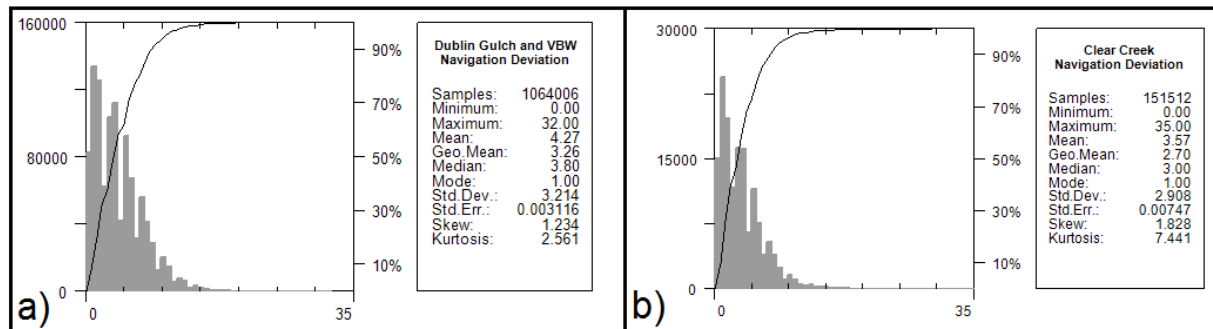 160000
80000
0
90%
70%
50%
30%
10%
0
35
a)
Dublin Gulch and VBW
Navigation Deviation
Samples: 1064006
Minimum: 0.00
Maximum: 32.00
Mean: 4.27
Geo.Mean: 3.26
Median: 3.80
Mode: 1.00
Std.Dev.: 3.214
Std.Err.: 0.003116
Skew: 1.234
Kurtosis: 2.561
30000
15000
0
90%
70%
50%
30%
10%
0
35
b)
Clear Creek
Navigation Deviation
Samples: 151512
Minimum: 0.00
Maximum: 35.00
Mean: 3.57
Geo.Mean: 2.70
Median: 3.00
Mode: 1.00
Std.Dev.: 2.908
Std.Err.: 0.00747
Skew: 1.828
Kurtosis: 7.441